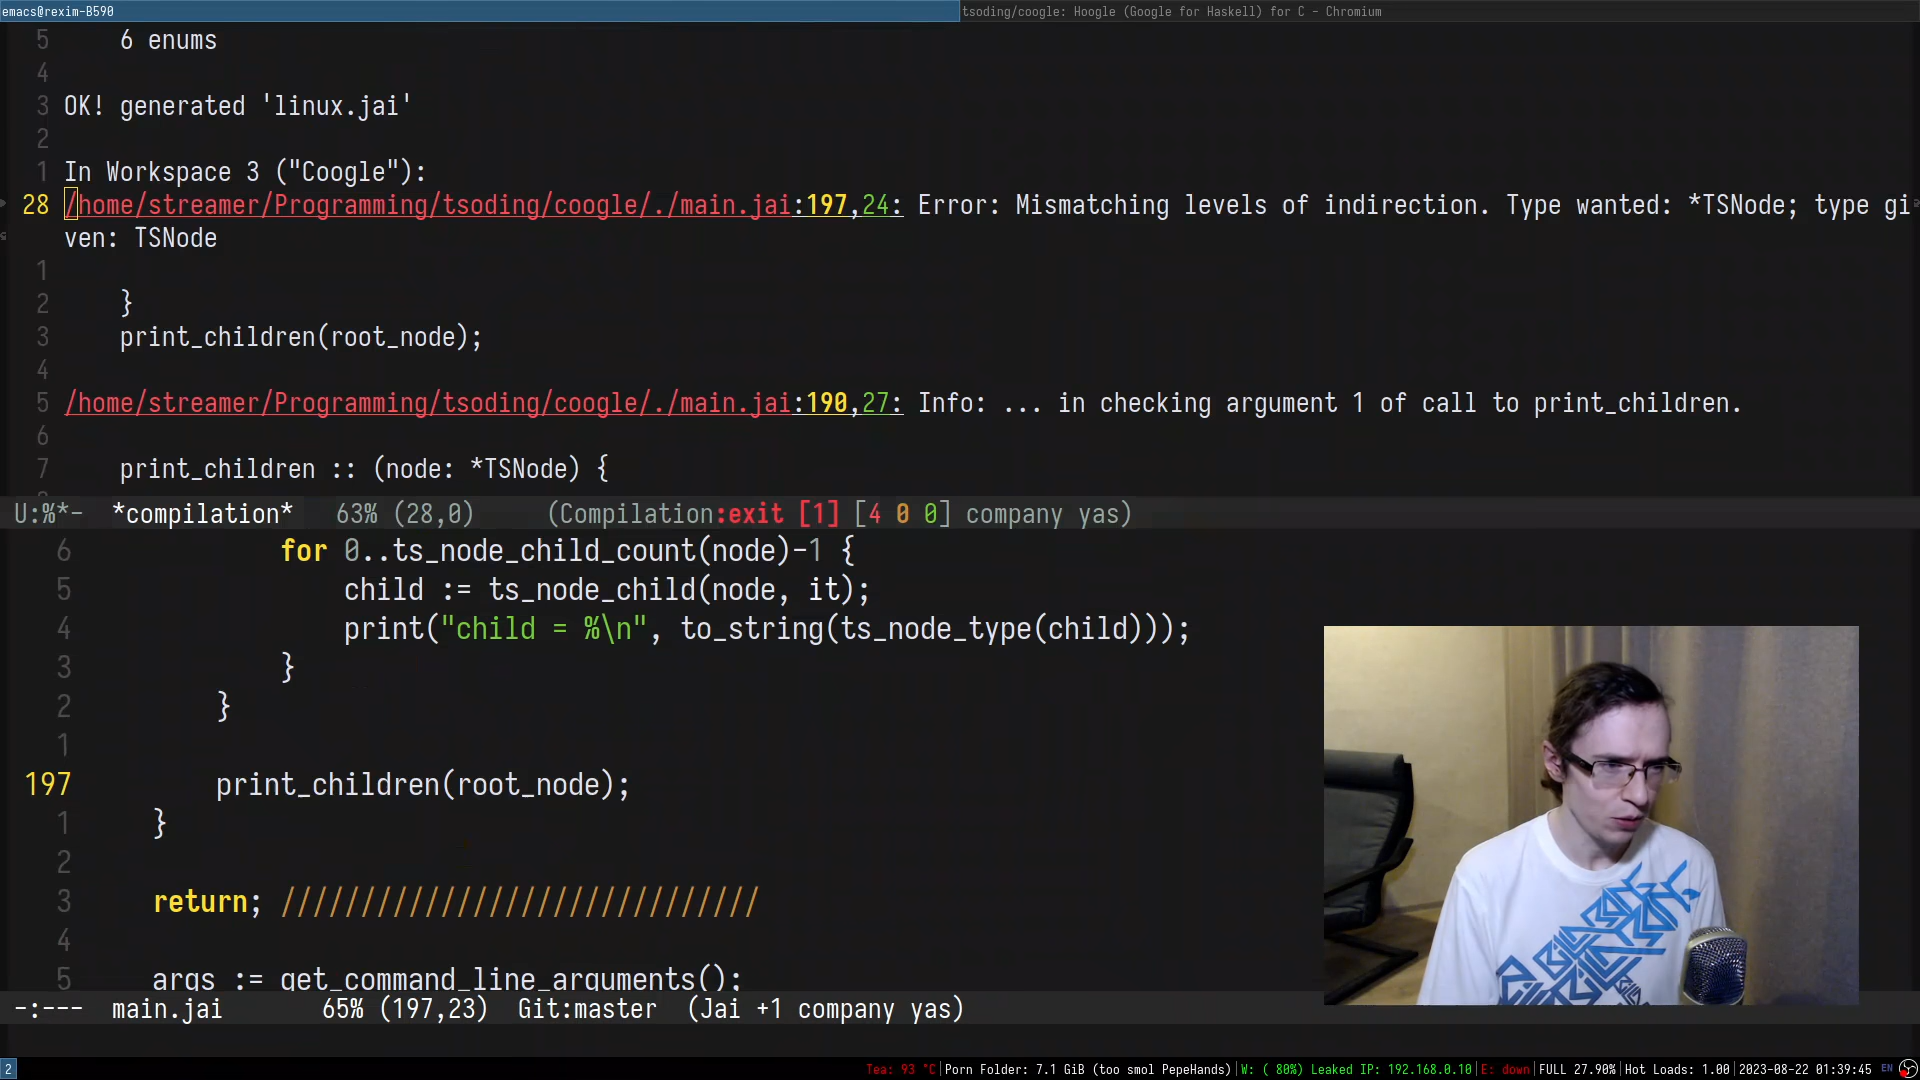 emacs@rexim-B590
tsoding/coogle: Hoogle (Google for Haskell) for C - Chromium
5 6 enums
4
3 OK! generated 'linux.jai'
2
1 In Workspace 3 ("Coogle"):
28 /home/streamer/Programming/tsoding/coogle/./main.jai:197,24: Error: Mismatching levels of indirection. Type wanted: *TSNode; type gi
ven: TSNode
1
2 }
3 print_children(root_node);
4
5 /home/streamer/Programming/tsoding/coogle/./main.jai:190,27: Info: ... in checking argument 1 of call to print_children.
6
7 print_children :: (node: *TSNode) {
U:%*- *compilation* 63% (28,0) (Compilation:exit [1] [4 0 0] company yas)
6 for 0..ts_node_child_count(node)-1 {
5 child := ts_node_child(node, it);
4 print("child = %\n", to_string(ts_node_type(child)));
3 }
2 }
1
197 print_children(root_node);
1 }
2
3 return; //////////////////////////////
4
5 args := get_command_line_arguments();
-:--- main.jai 65% (197,23) Git:master (Jai +1 company yas)
2 Tea: 93 °C|Porn Folder: 7.1 GiB (too smol PepeHands)|W: ( 80%) Leaked IP: 192.168.0.10|E: down|FULL 27.90%|Hot Loads: 1.00|2023-08-22 01:39:45 EN